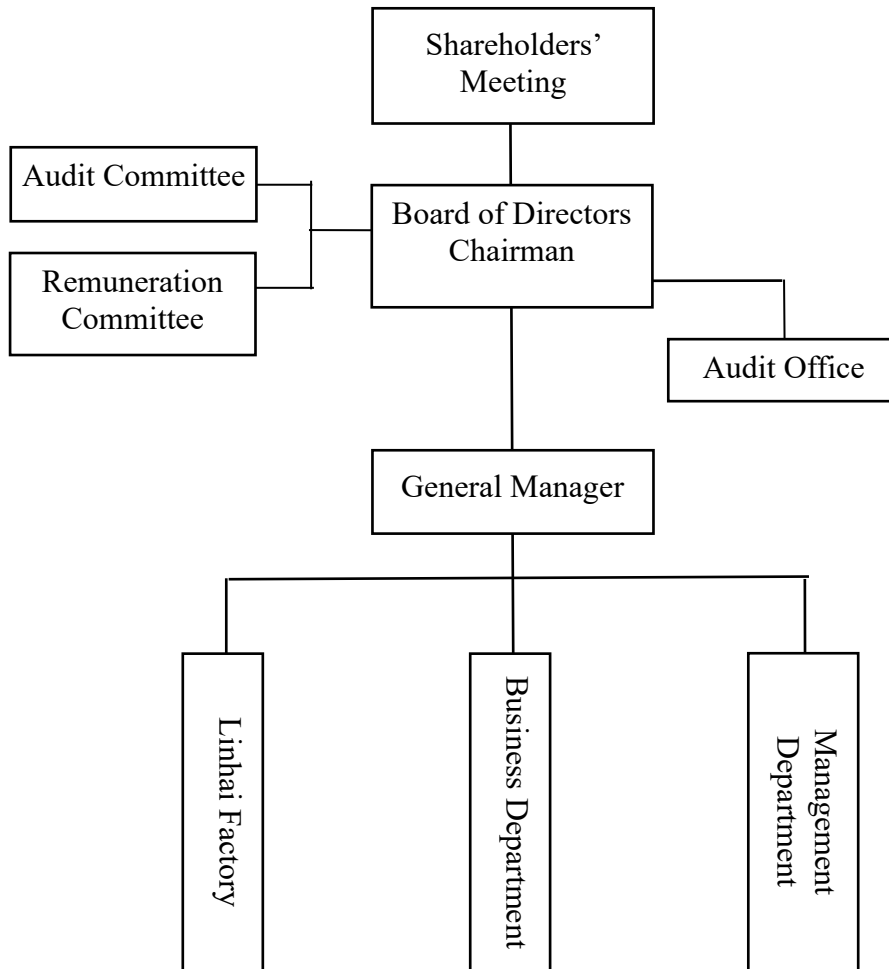 Shareholders’
Meeting
Audit Committee
Board of Directors
Chairman
Remuneration
Committee
Audit Office
General Manager
Linhai Factory
Business Department
Management
Department